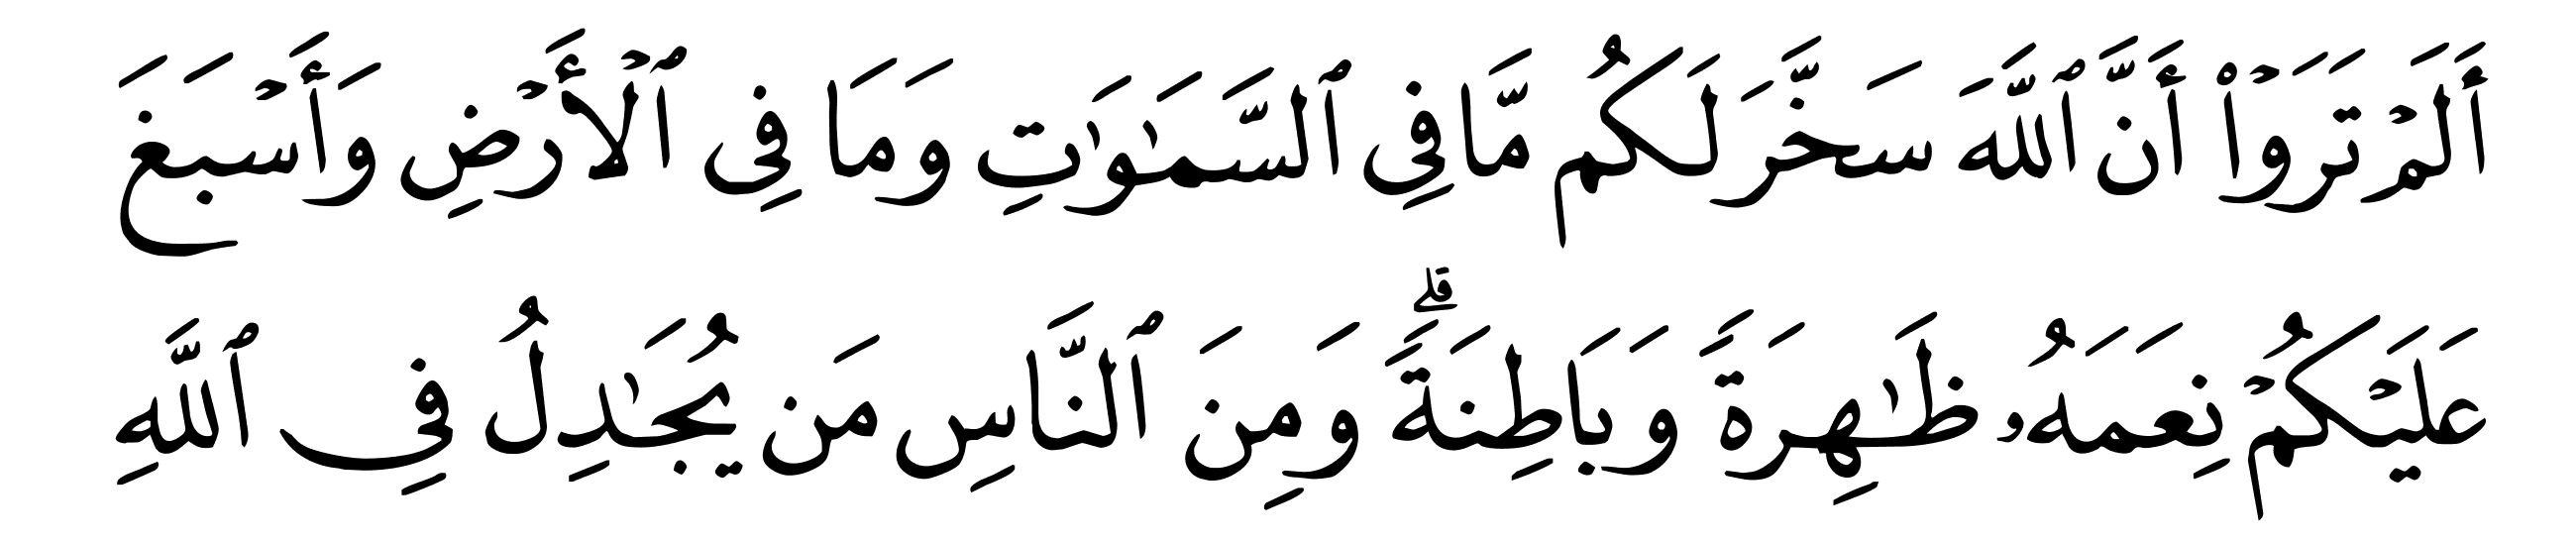 أَلَمۡ تَرَوۡاْ أَنَّ ٱللَّهَ سَخَّرَ لَكُم مَّا فِي ٱلسَّمَٰوَٰتِ وَمَا فِي ٱلۡأَرۡضِ وَأَسۡبَغَ
عَلَيۡكُمۡ نِعَمَهُۥ ظَٰهِرَةٗ وَبَاطِنَةٗۗ وَمِنَ ٱلنَّاسِ مَن يُجَٰدِلُ فِي ٱللَّهِ